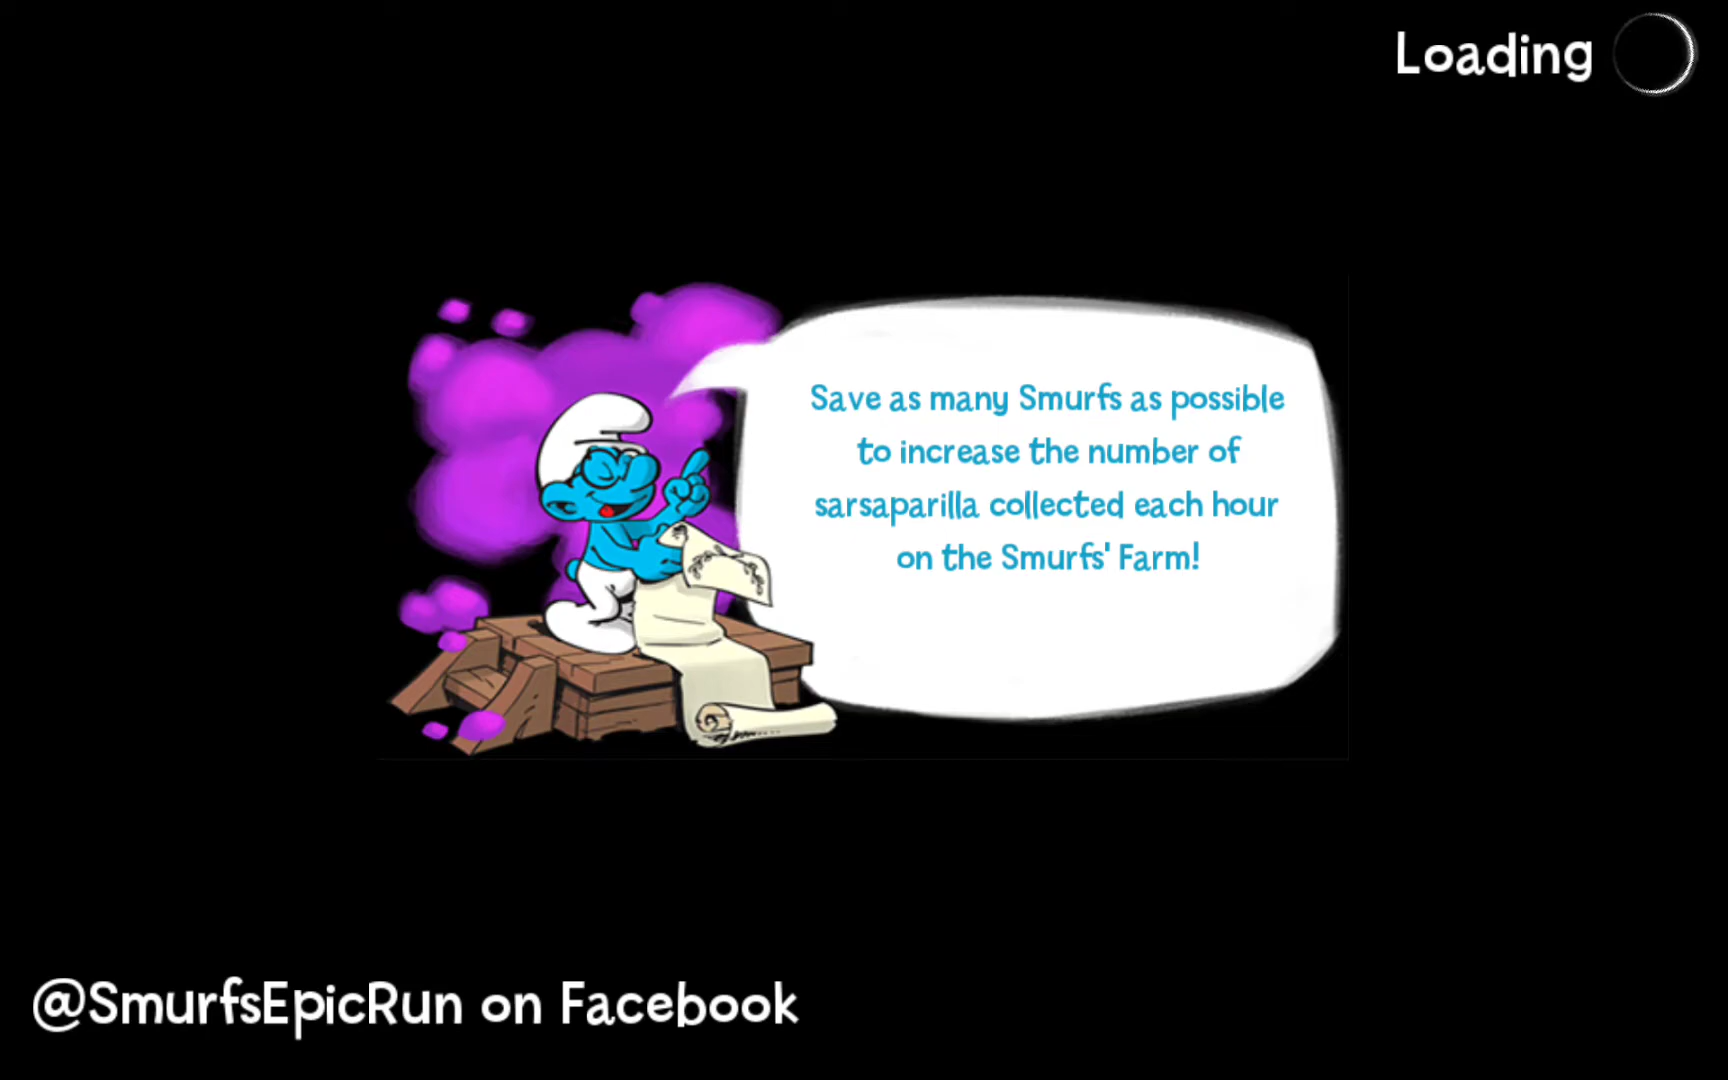 Loading
Save as many Smurfs as possible
to increase the number of
sarsaparilla collected each hour
on the Smurfs' Farm!
@SmurfsEpicRun on Facebook